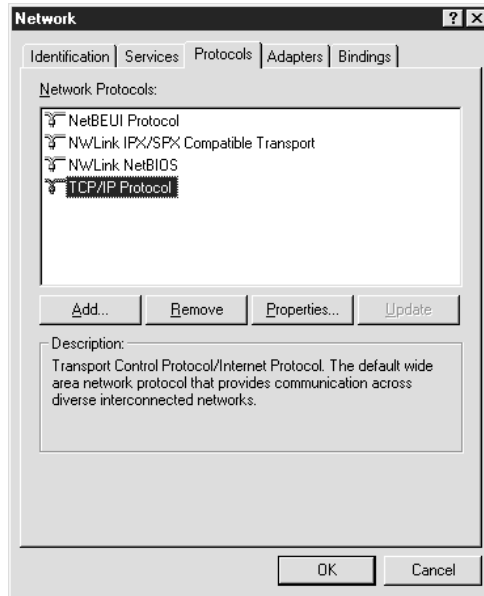 Network
Identification Services Protocols Adapters Bindings
Network Protocols:
NetBEUI Protocol
NWLink IPX/SPX Compatible Transport
NWLink NetBIOS
TCP/IP Protocol
Add... Remove Properties... Update
Description:
Transport Control Protocol/Internet Protocol. The default wide
area network protocol that provides communication across
diverse interconnected networks.
OK Cancel